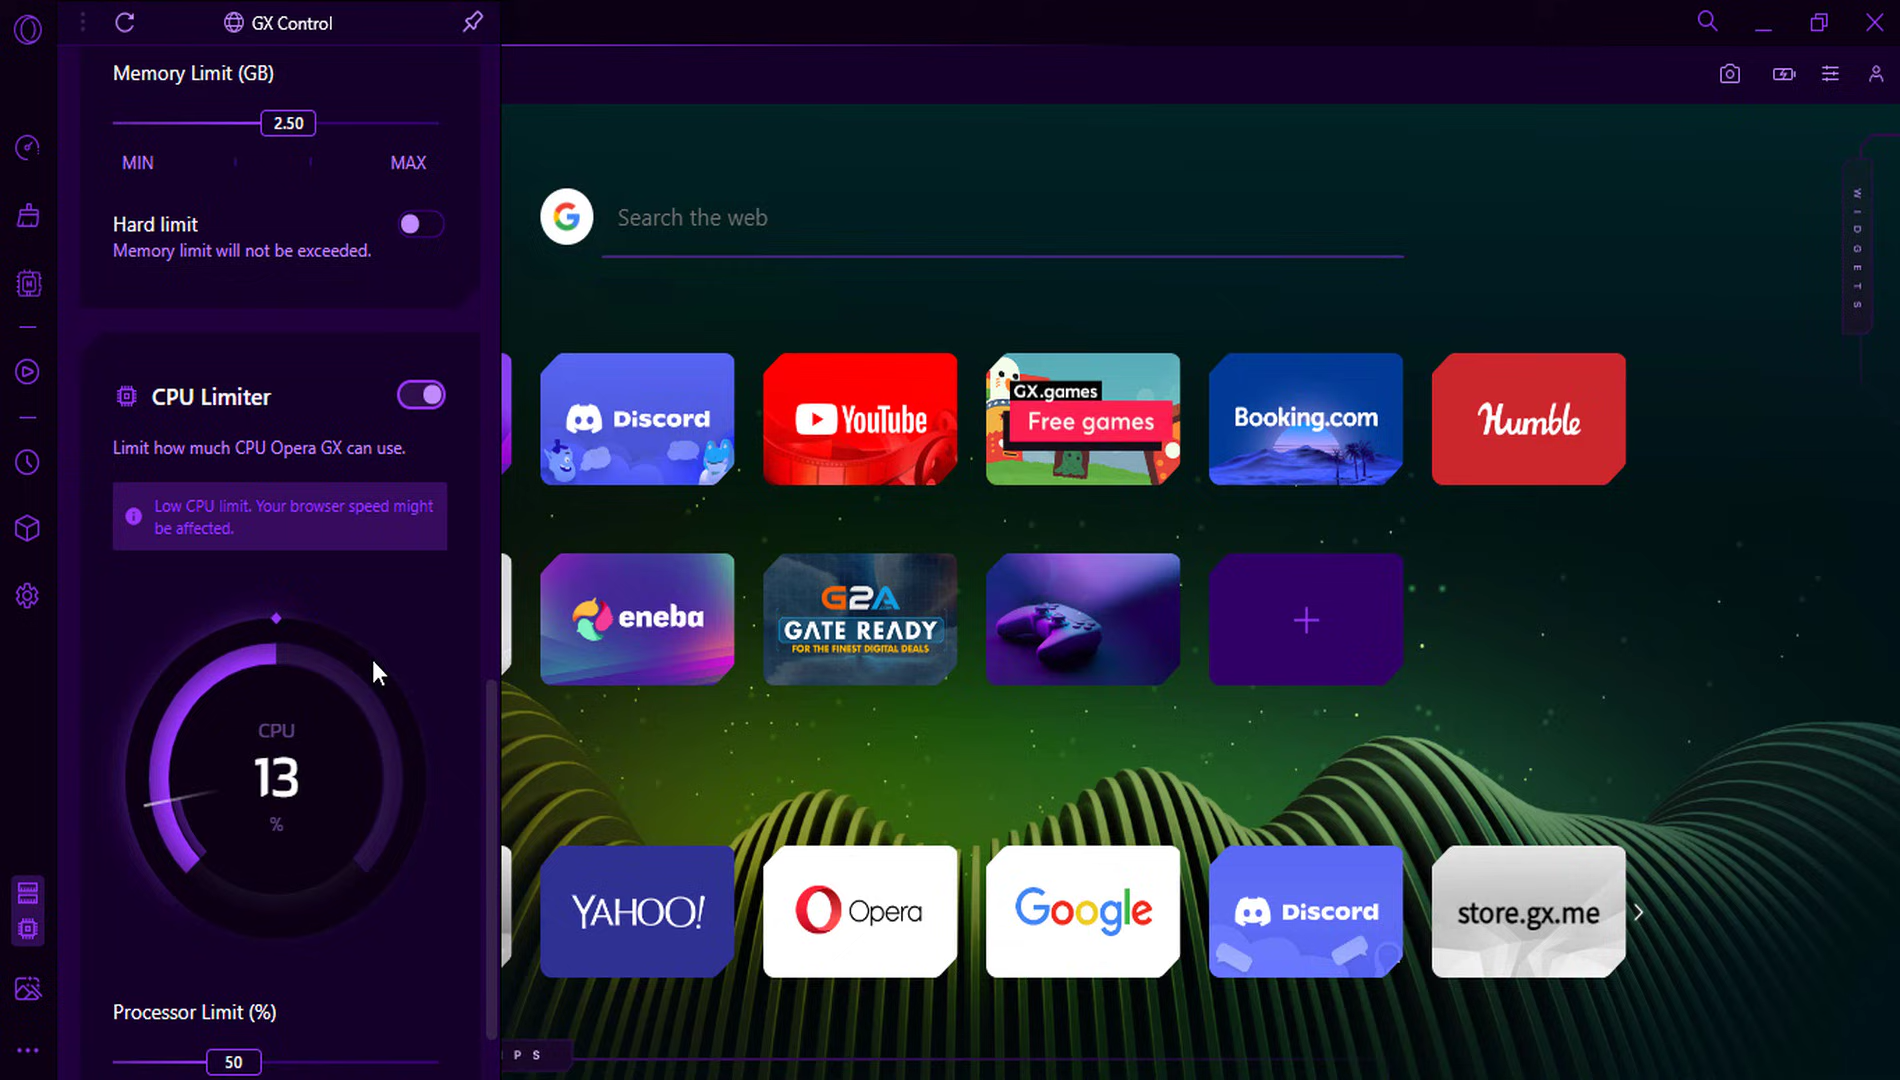 GX Control
Memory Limit (GB)
2.50
MIN
MAX
Hard limit
Memory limit will not be exceeded.
CPU Limiter
Limit how much CPU Opera GX can use.
Low CPU limit. Your browser speed might
be affected.
CPU
13
%
Processor Limit (%)
50
Search the web
WIDGETS
Discord
YouTube
GX.games
Free games
Booking.com
Humble
eneba
G2A
.COM
GATE READY
FOR THE FINEST DIGITAL DEALS
YAHOO!
Opera
Google
Discord
store.gx.me
PS